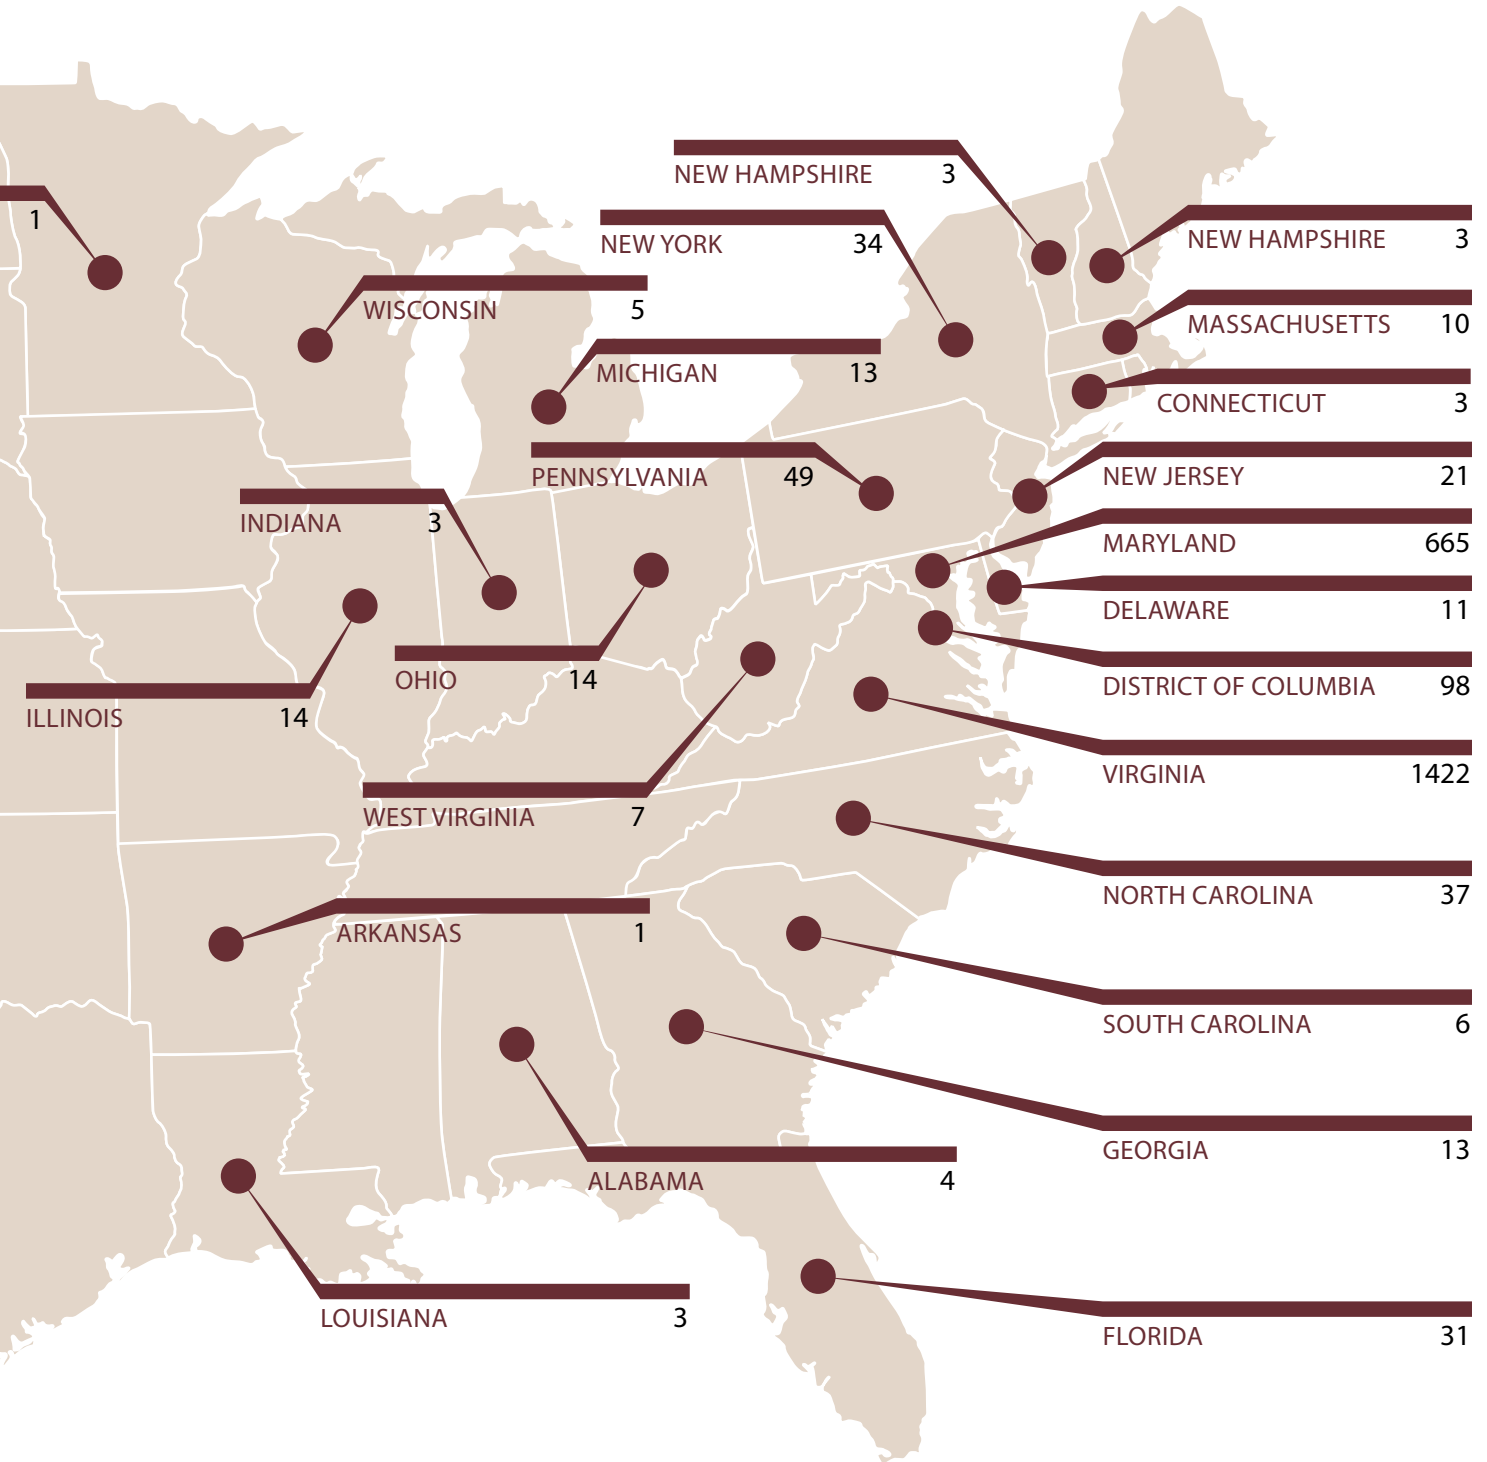 NEW HAMPSHIRE 3
1
NEW YORK 34
NEW HAMPSHIRE 3
WISCONSIN 5
MASSACHUSETTS 10
MICHIGAN 13
CONNECTICUT 3
PENNSYLVANIA 49
NEW JERSEY 21
INDIANA 3
MARYLAND 665
DELAWARE 11
OHIO 14
DISTRICT OF COLUMBIA 98
ILLINOIS 14
VIRGINIA 1422
WEST VIRGINIA 7
NORTH CAROLINA 37
ARKANSAS 1
SOUTH CAROLINA 6
GEORGIA 13
ALABAMA 4
LOUISIANA 3
FLORIDA 31